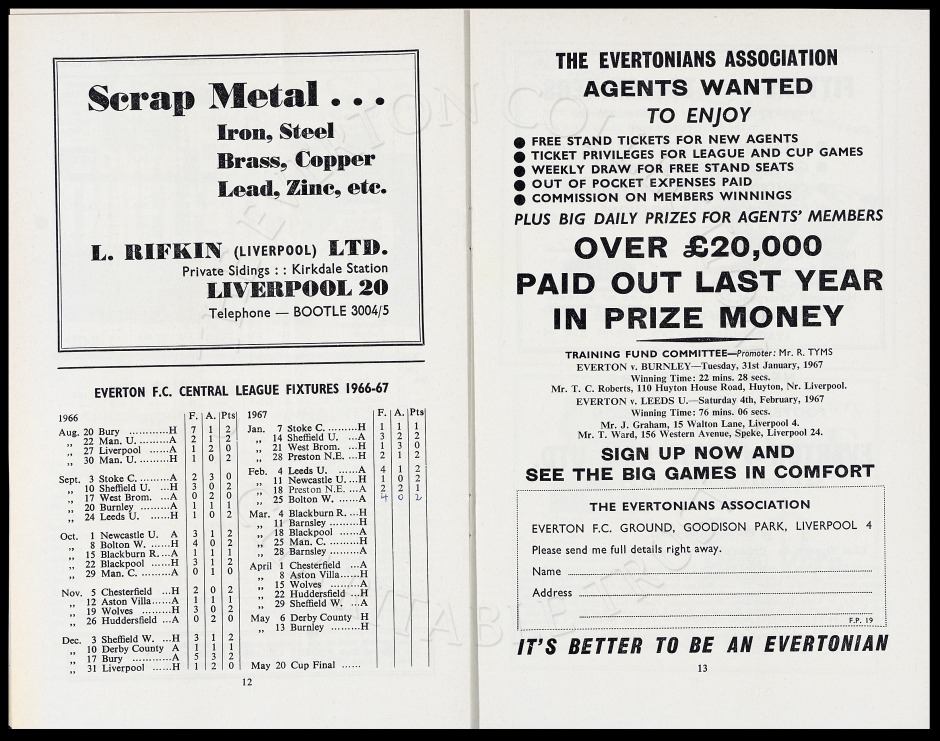 Scrap Metal . . .
Iron, Steel
Brass, Copper
Lead, Zinc, etc.
L. RIFKIN (LIVERPOOL) LTD.
Private Sidings : : Kirkdale Station
LIVERPOOL 20
Telephone — BOOTLE 3004/5
EVERTON F.C. CENTRAL LEAGUE FIXTURES 1966-67
1966 F. A. Pts
Aug. 20 Bury ............H 7 1 2
,, 22 Man. U. ...........A 2 1 2
,, 27 Liverpool ......A 1 2 0
,, 30 Man. U. .........H 1 0 2
Sept. 3 Stoke C. .........A 2 3 0
,, 10 Sheffield U. ...H 3 0 2
,, 17 West Brom. ...A 0 2 0
,, 20 Burnley .........A 1 1 1
,, 24 Leeds U. ......H 1 0 2
Oct. 1 Newcastle U. A 3 1 2
,, 8 Bolton W. ......H 4 0 2
,, 15 Blackburn R....A 1 1 1
,, 22 Blackpool ......H 3 1 2
,, 29 Man. C. .........A 0 1 0
Nov. 5 Chesterfield ...H 2 0 2
,, 12 Aston Villa......A 1 1 1
,, 19 Wolves .........H 3 0 2
,, 26 Huddersfield ...A 0 2 0
Dec. 3 Sheffield W. ...H 3 1 2
,, 10 Derby County A 1 1 1
,, 17 Bury ............A 5 3 2
,, 31 Liverpool ......H 1 2 0
1967 F. A. Pts
Jan. 7 Stoke C. .........H 1 1 1
,, 14 Sheffield U. ...A 3 2 2
,, 21 West Brom. ...H 1 3 0
,, 28 Preston N.E. ...H 2 1 2
Feb. 4 Leeds U. ......A 4 1 2
,, 11 Newcastle U. ...H 1 0 2
,, 18 Preston N.E. ...A 2 2 1
,, 25 Bolton W. ......A 4 0 2
Mar. 4 Blackburn R. ...H
,, 11 Barnsley .........H
,, 18 Blackpool ......A
,, 25 Man. C. .........H
,, 28 Barnsley .........A
April 1 Chesterfield ...A
,, 8 Aston Villa......H
,, 15 Wolves .........A
,, 22 Huddersfield ...H
,, 29 Sheffield W. ...A
May 6 Derby County H
,, 13 Burnley .........H
May 20 Cup Final ......
12
THE EVERTONIANS ASSOCIATION
AGENTS WANTED
TO ENJOY
● FREE STAND TICKETS FOR NEW AGENTS
● TICKET PRIVILEGES FOR LEAGUE AND CUP GAMES
● WEEKLY DRAW FOR FREE STAND SEATS
● OUT OF POCKET EXPENSES PAID
● COMMISSION ON MEMBERS WINNINGS
PLUS BIG DAILY PRIZES FOR AGENTS' MEMBERS
OVER £20,000
PAID OUT LAST YEAR
IN PRIZE MONEY
TRAINING FUND COMMITTEE—Promoter: Mr. R. TYMS
EVERTON v. BURNLEY—Tuesday, 31st January, 1967
Winning Time: 22 mins. 28 secs.
Mr. T. C. Roberts, 110 Huyton House Road, Huyton, Nr. Liverpool.
EVERTON v. LEEDS U.—Saturday 4th, February, 1967
Winning Time: 76 mins. 06 secs.
Mr. J. Graham, 15 Walton Lane, Liverpool 4.
Mr. T. Ward, 156 Western Avenue, Speke, Liverpool 24.
SIGN UP NOW AND
SEE THE BIG GAMES IN COMFORT
THE EVERTONIANS ASSOCIATION
EVERTON F.C. GROUND, GOODISON PARK, LIVERPOOL 4
Please send me full details right away.
Name
Address
F.P. 19
IT'S BETTER TO BE AN EVERTONIAN
13